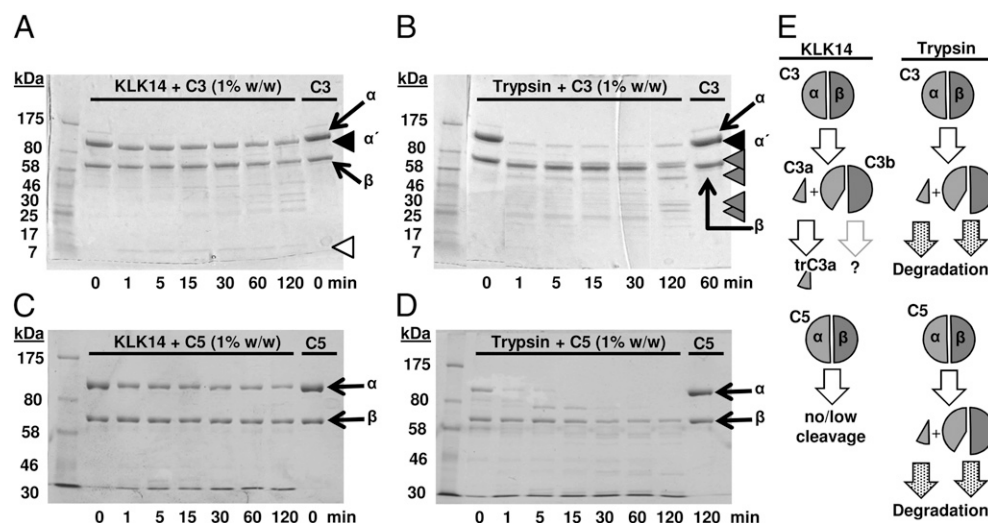 A
kDa
KLK14 + C3 (1% w/w)
C3
175
80
58
46
30
25
17
7
α
α´
β
0 1 5 15 30 60 120 0 min
B
kDa
Trypsin + C3 (1% w/w)
C3
175
80
58
46
30
25
17
7
α
α´
β
0 1 5 15 30 120 60 min
C
kDa
KLK14 + C5 (1% w/w)
C5
175
80
58
46
30
α
β
0 1 5 15 30 60 120 0 min
D
kDa
Trypsin + C5 (1% w/w)
C5
175
80
58
46
30
α
β
0 1 5 15 30 60 120 120 min
E
KLK14
Trypsin
C3
α β
C3
α β
C3a
+
C3b
+
trC3a
?
Degradation
C5
α β
C5
α β
no/low
cleavage
+
Degradation